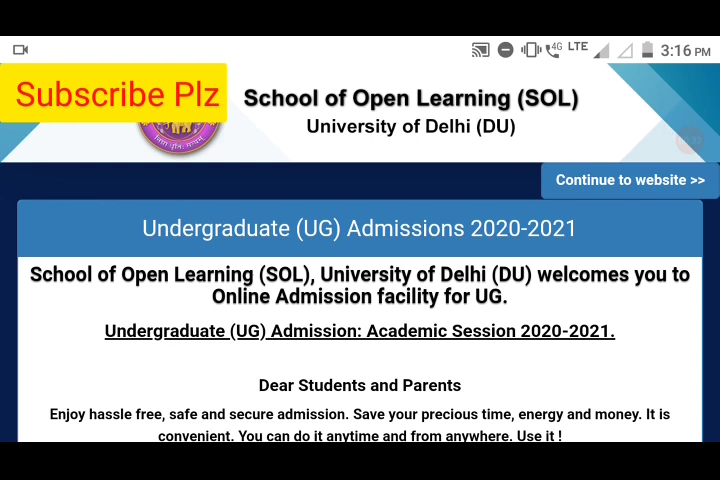 4G LTE 3:16 PM
Subscribe Plz
School of Open Learning (SOL)
University of Delhi (DU)
Continue to website >>
Undergraduate (UG) Admissions 2020-2021
School of Open Learning (SOL), University of Delhi (DU) welcomes you to
Online Admission facility for UG.
Undergraduate (UG) Admission: Academic Session 2020-2021.
Dear Students and Parents
Enjoy hassle free, safe and secure admission. Save your precious time, energy and money. It is
convenient. You can do it anytime and from anywhere. Use it !